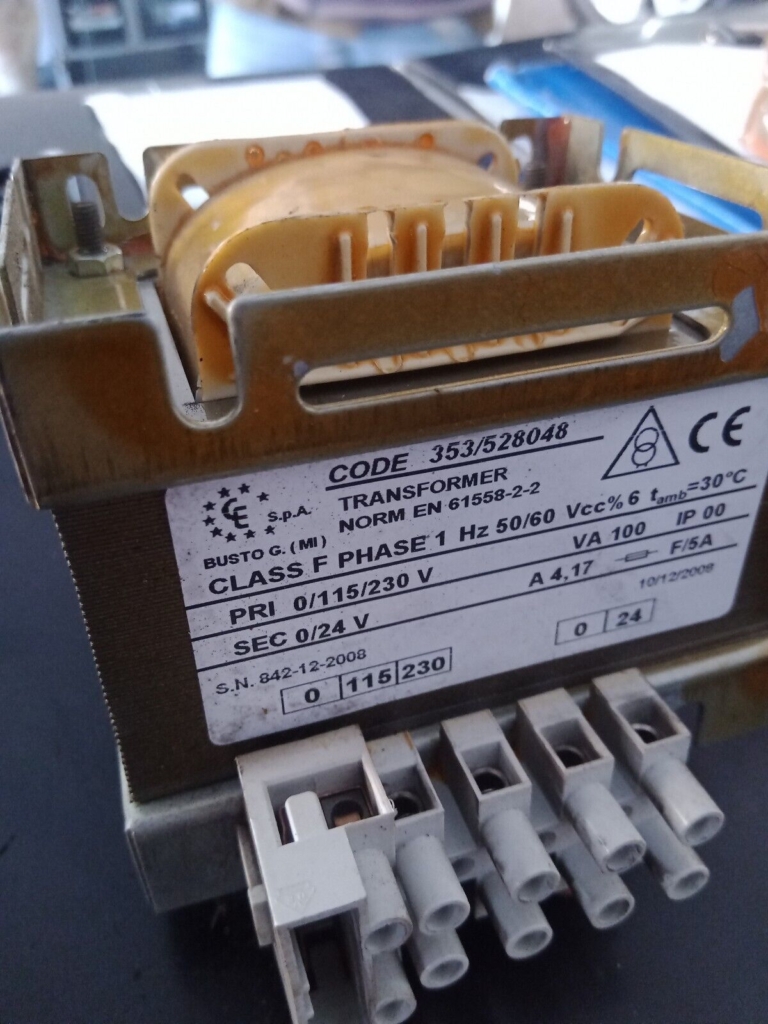 CODE 353/528048
CE
S.p.A.
TRANSFORMER
NORM EN 61558-2-2
BUSTO G. (MI)
CLASS F PHASE 1 Hz 50/60 Vcc% 6 tamb=30°C
PRI 0/115/230 V VA 100 IP 00
SEC 0/24 V A 4,17 F/5A
S.N. 842-12-2008 10/12/2008
0 115 230 0 24